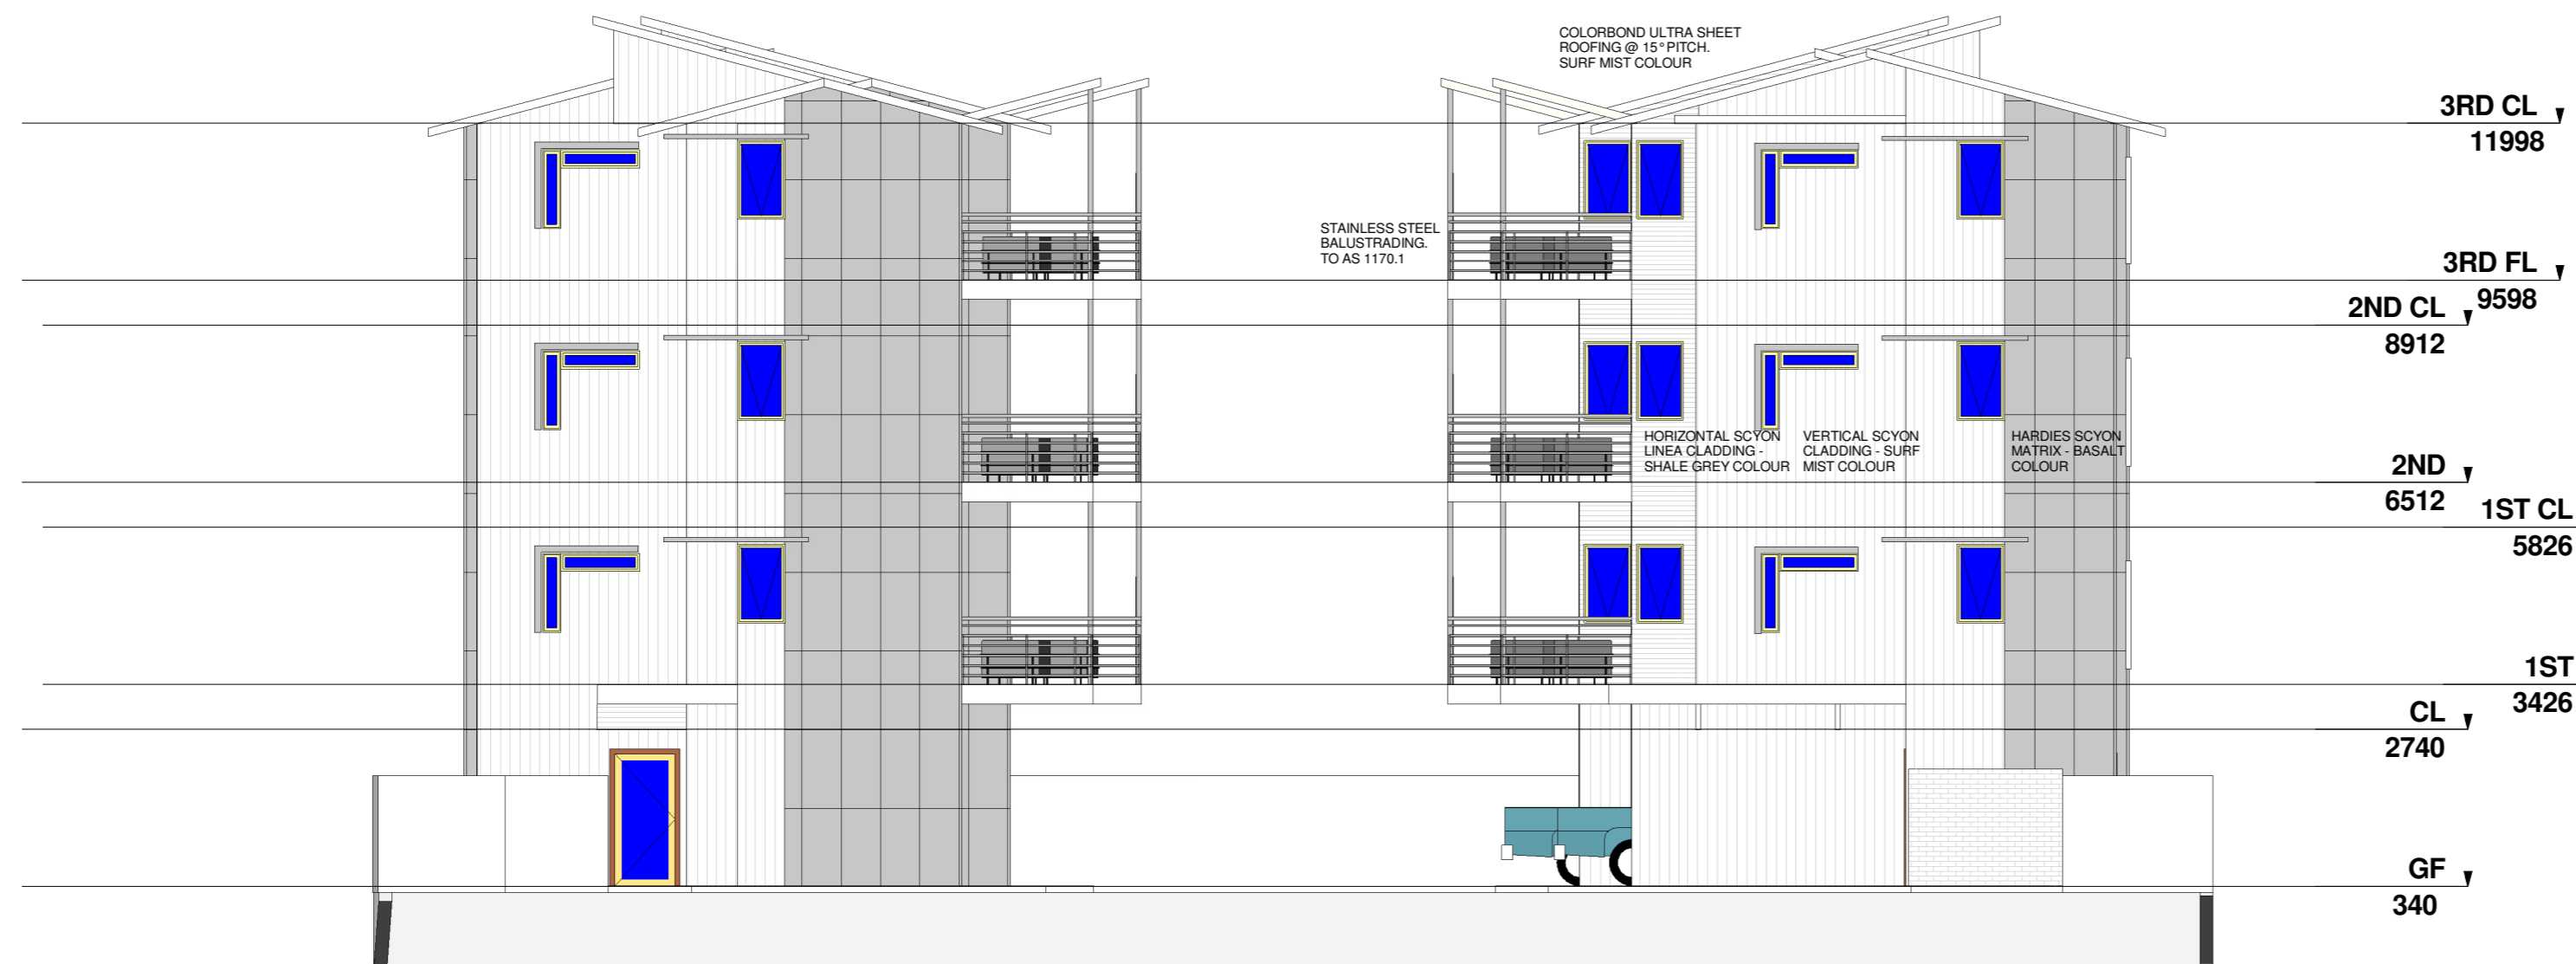 COLORBOND ULTRA SHEET
ROOFING @ 15° PITCH.
SURF MIST COLOUR
3RD CL
11998
STAINLESS STEEL
BALUSTRADING.
TO AS 1170.1
3RD FL
9598
2ND CL
8912
HORIZONTAL SCYON
LINEA CLADDING -
SHALE GREY COLOUR
VERTICAL SCYON
CLADDING - SURF
MIST COLOUR
HARDIES SCYON
MATRIX - BASALT
COLOUR
2ND
6512
1ST CL
5826
1ST
3426
CL
2740
GF
340